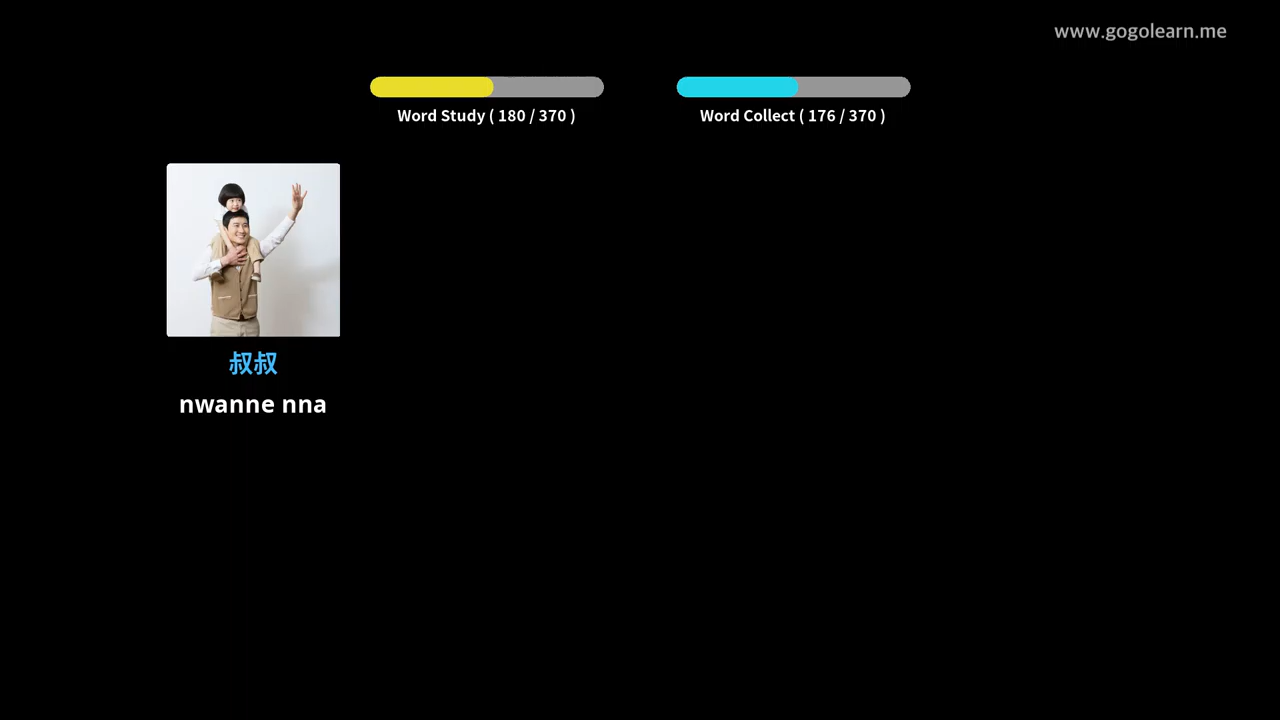 www.gogolearn.me
Word Study ( 180 / 370 )
Word Collect ( 176 / 370 )
叔叔
nwanne nna